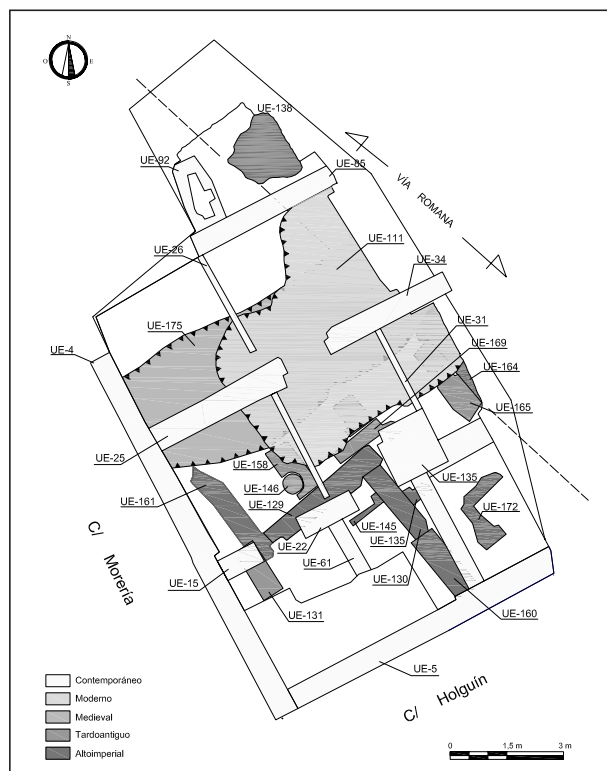 N
O E
S
UE-138
UE-92
UE-85
VÍA ROMANA
UE-111
UE-26
UE-34
UE-175
UE-31
UE-4
UE-169
UE-164
UE-165
UE-25
UE-158
UE-146
UE-161
UE-129
UE-135
UE-172
UE-145
UE-22
UE-135
UE-61
UE-130
UE-15
UE-131
UE-160
C/ Morería
UE-5
C/ Holguín
Contemporáneo
Moderno
Medieval
Tardoantiguo
Altoimperial
0 1,5 m 3 m